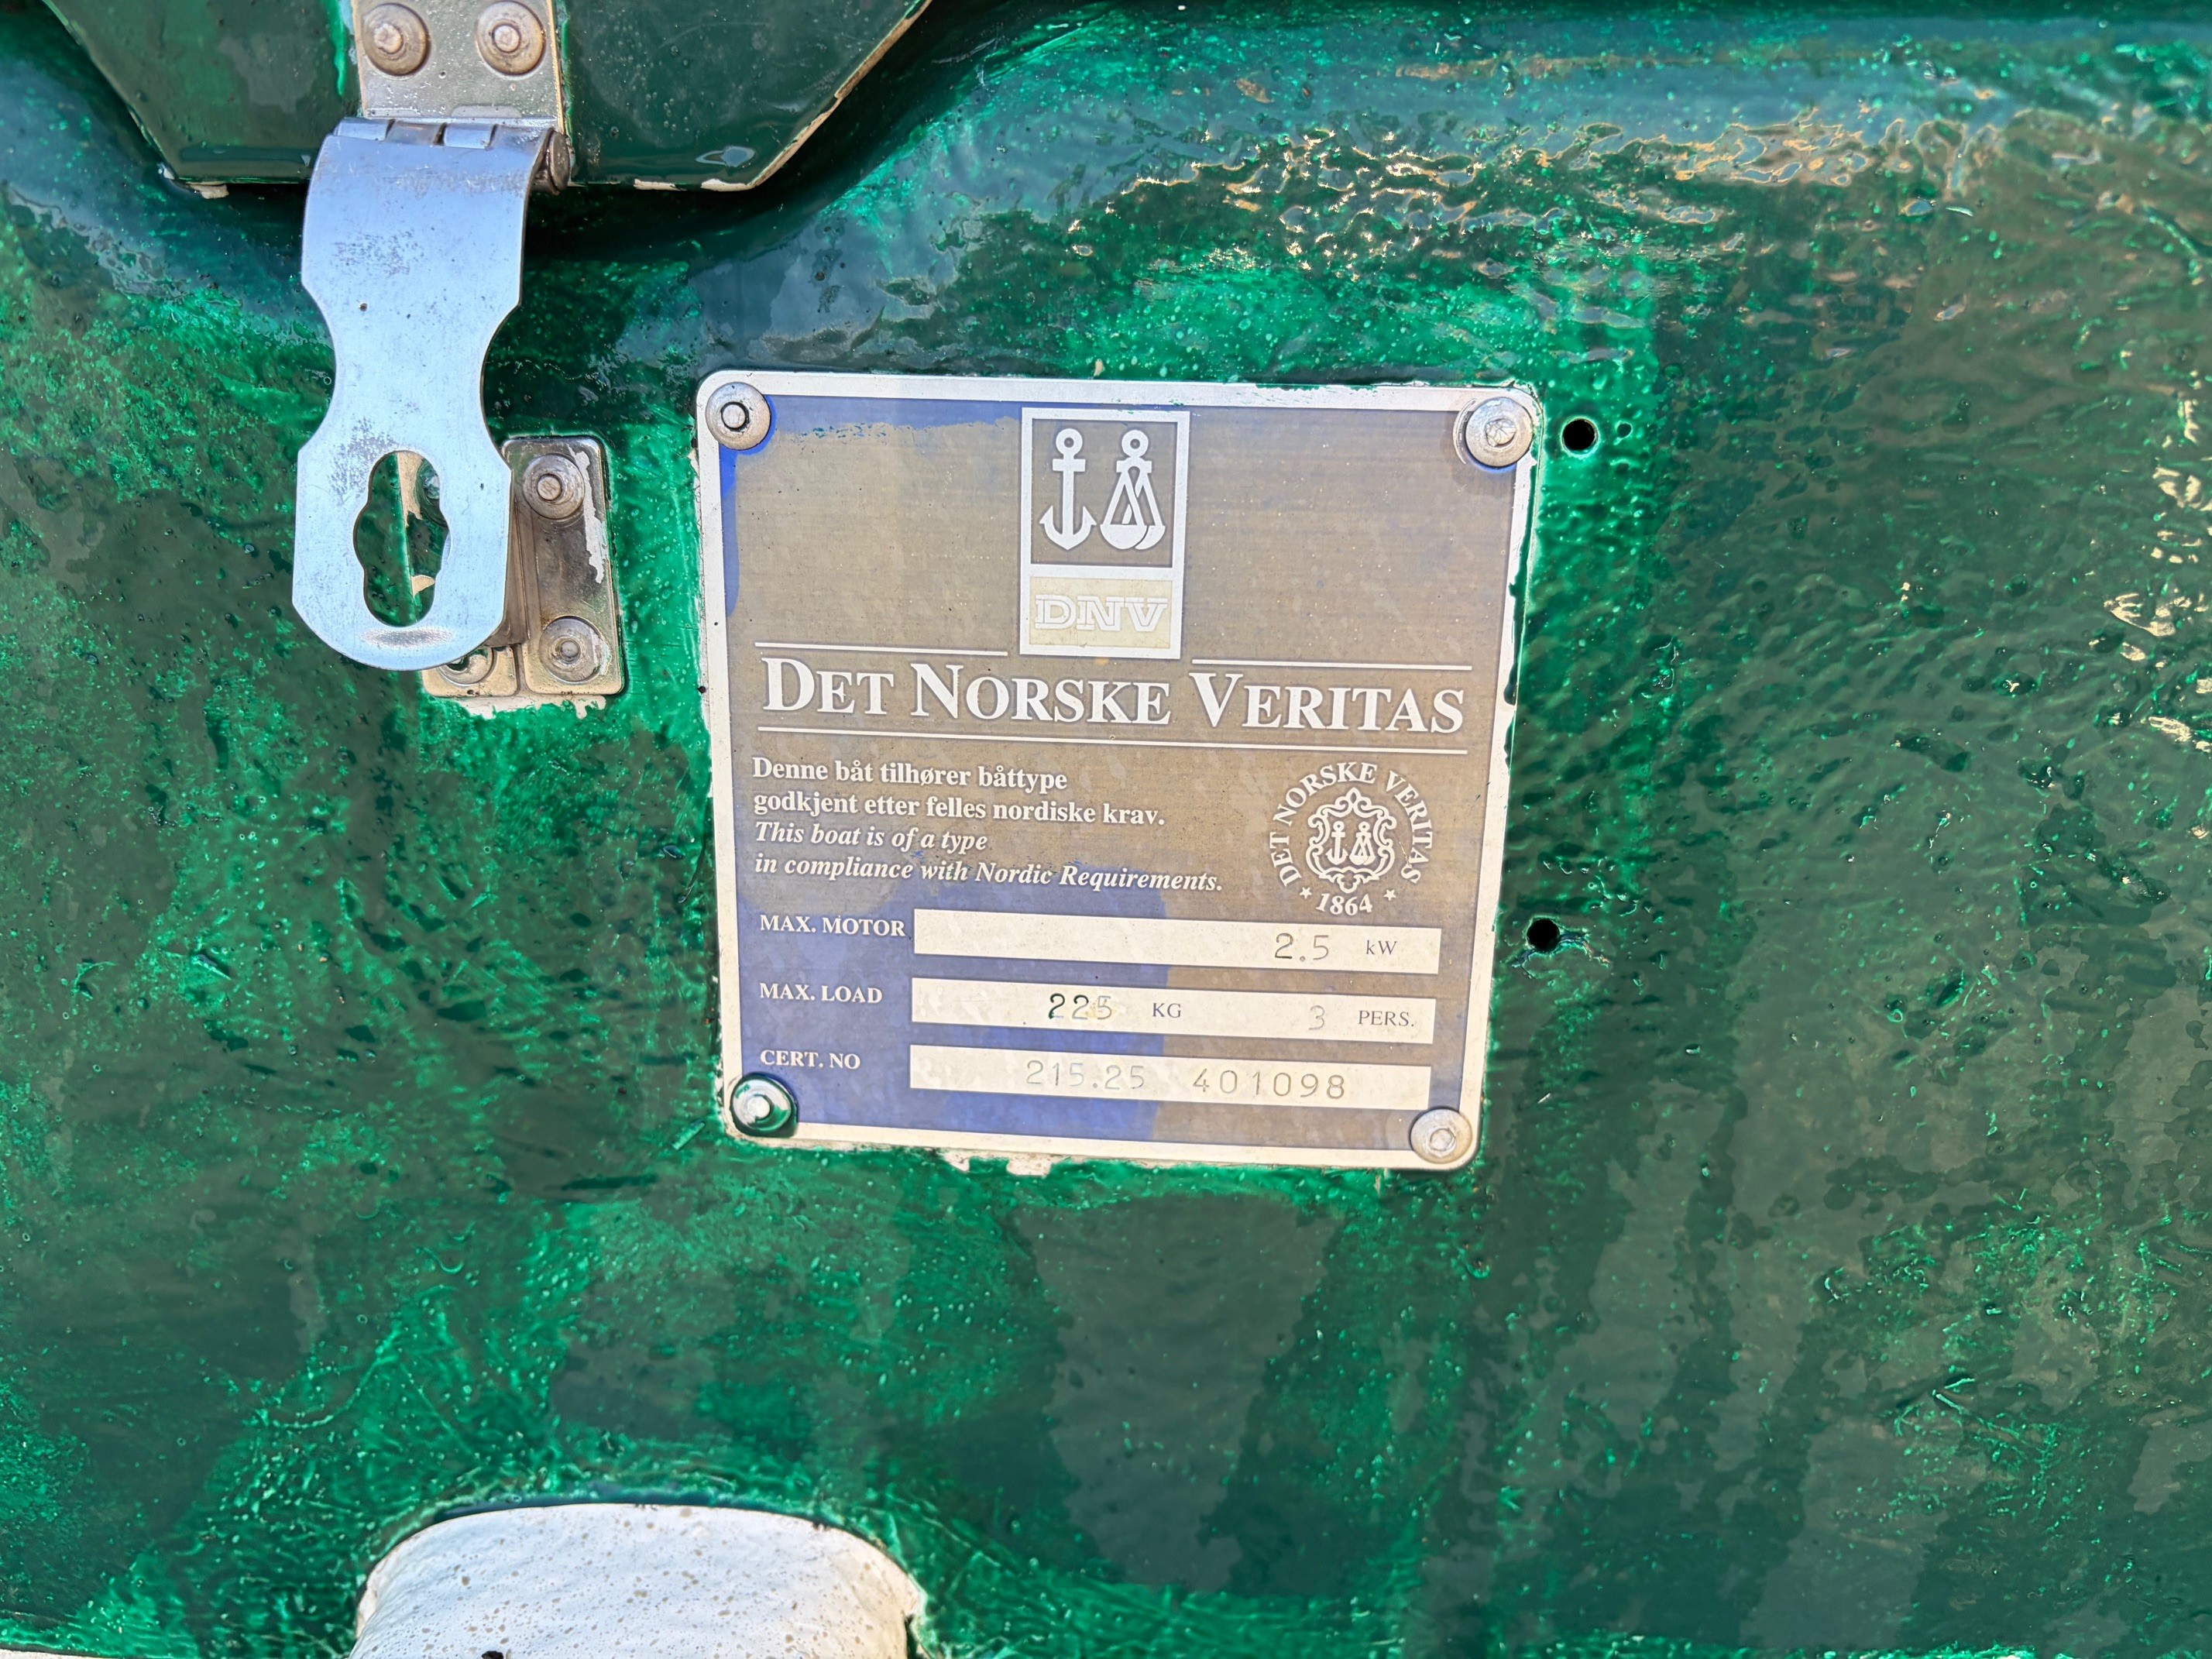 DNV
DET NORSKE VERITAS
Denne båt tilhører båttype
godkjent etter felles nordiske krav.
This boat is of a type
in compliance with Nordic Requirements.
DET NORSKE VERITAS
* 1864 *
MAX. MOTOR 2.5 kW
MAX. LOAD 225 KG 3 PERS.
CERT. NO 215.25 401098